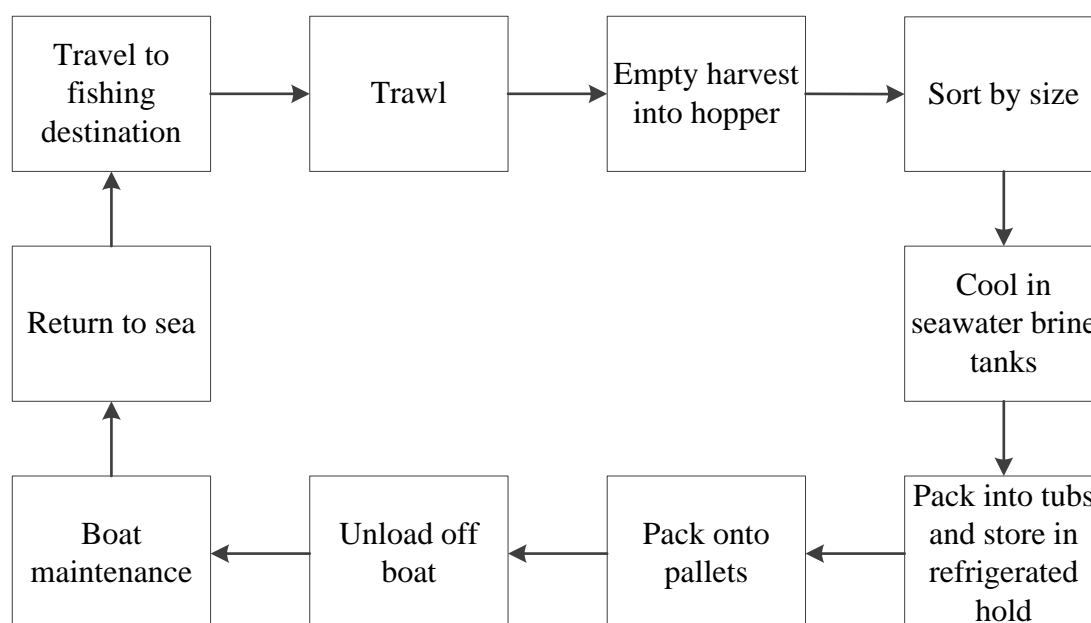 Travel to
fishing
destination
Trawl
Empty harvest
into hopper
Sort by size
Cool in
seawater brine
tanks
Pack into tubs
and store in
refrigerated
hold
Pack onto
pallets
Unload off
boat
Boat
maintenance
Return to sea